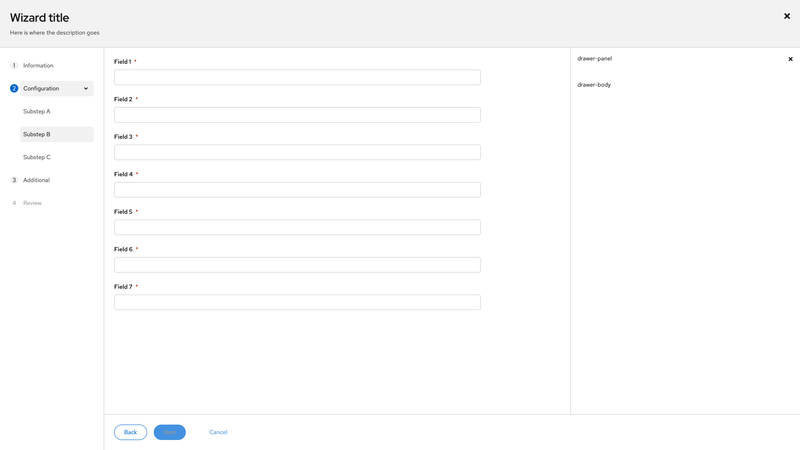 Wizard title
Here is where the description goes
1 Information
2 Configuration
Substep A
Substep B
Substep C
3 Additional
4 Review
Field 1 *
Field 2 *
Field 3 *
Field 4 *
Field 5 *
Field 6 *
Field 7 *
drawer-panel
drawer-body
Back
Cancel